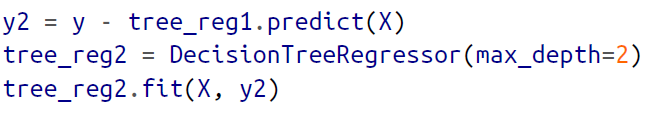 y2 = y - tree_reg1.predict(X)
tree_reg2 = DecisionTreeRegressor(max_depth=2)
tree_reg2.fit(X, y2)